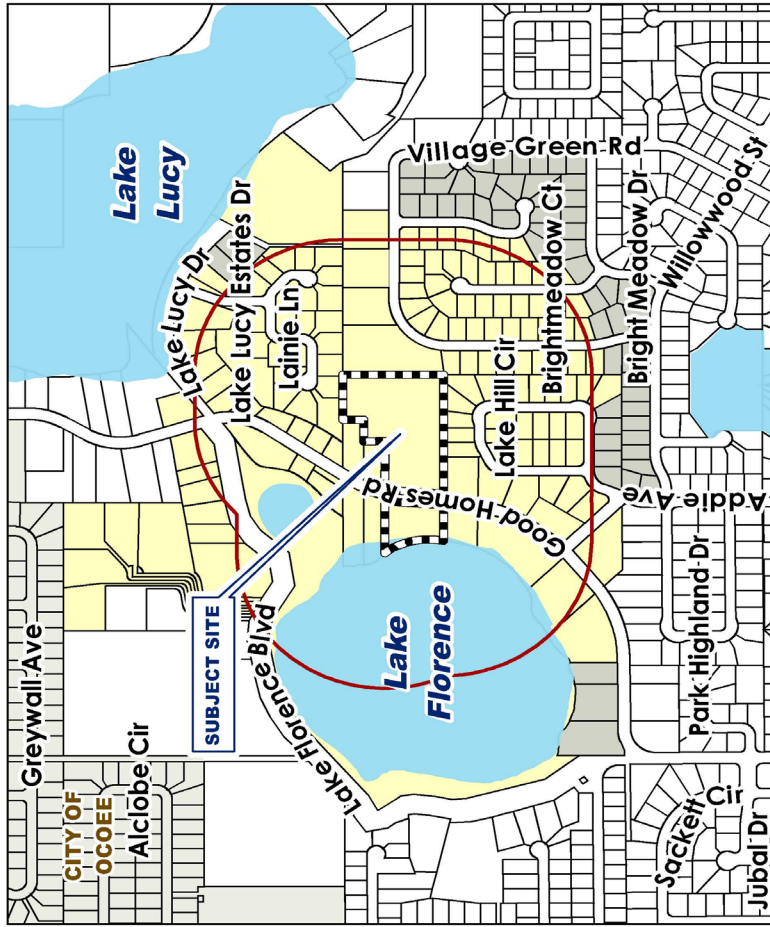 Greywall Ave
CITY OF
OCOEE
Alclobe Cir
SUBJECT SITE
Lake
Lucy
Lake Lucy Dr
Lake Lucy Estates Dr
Lainie Ln
Lake Florence Blvd
Lake
Florence
Good Homes Rd
Lake Hill Cir
Village Green Rd
Brightmeadow Ct
Bright Meadow Dr
Willowwood St
Addie Ave
Park Highland Dr
Sackett Cir
Jubal Dr